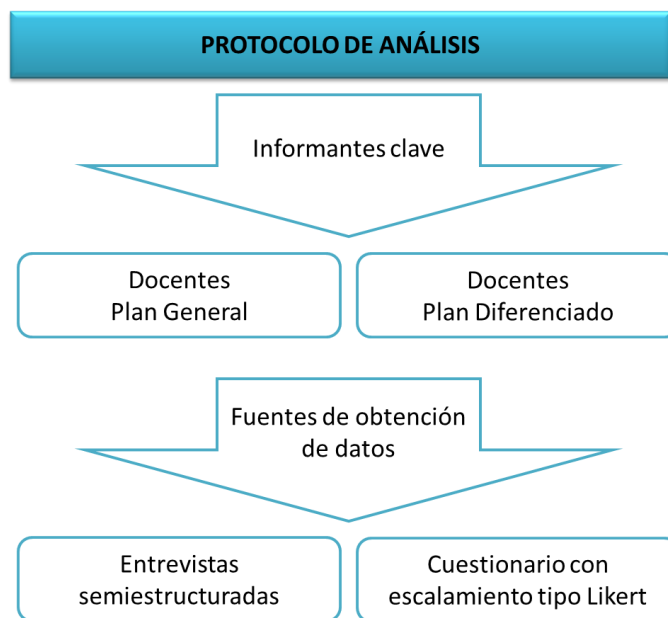 PROTOCOLO DE ANÁLISIS
Informantes clave
Docentes
Plan General
Docentes
Plan Diferenciado
Fuentes de obtención
de datos
Entrevistas
semiestructuradas
Cuestionario con
escalamiento tipo Likert